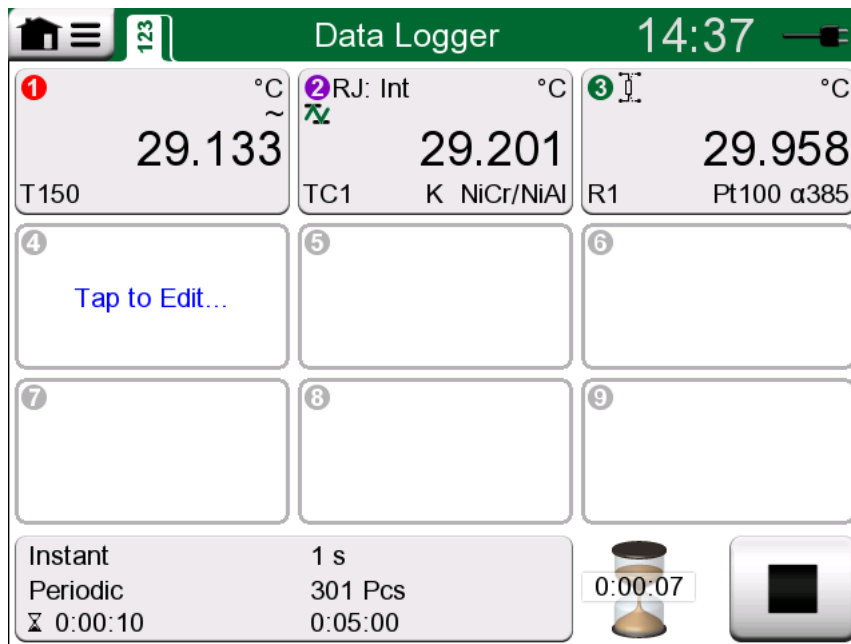 123 Data Logger 14:37
1 °C
~
29.133
T150
2 RJ: Int °C
29.201
TC1 K NiCr/NiAl
3 °C
29.958
R1 Pt100 α385
4
Tap to Edit...
5
6
7
8
9
Instant 1 s
Periodic 301 Pcs
0:00:10 0:05:00
0:00:07